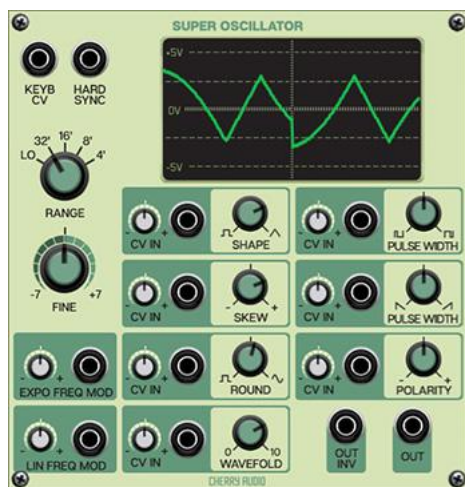 SUPER OSCILLATOR
KEYB
CV
HARD
SYNC
+5V
0V
-5V
LO
32'
16'
8'
4'
RANGE
-7
+7
FINE
- +
CV IN
SHAPE
- +
CV IN
PULSE WIDTH
- +
CV IN
- +
SKEW
- +
CV IN
PULSE WIDTH
- +
EXPO FREQ MOD
- +
CV IN
ROUND
- +
CV IN
- +
POLARITY
- +
LIN FREQ MOD
- +
CV IN
0 10
WAVEFOLD
OUT
INV
OUT
CHERRY AUDIO